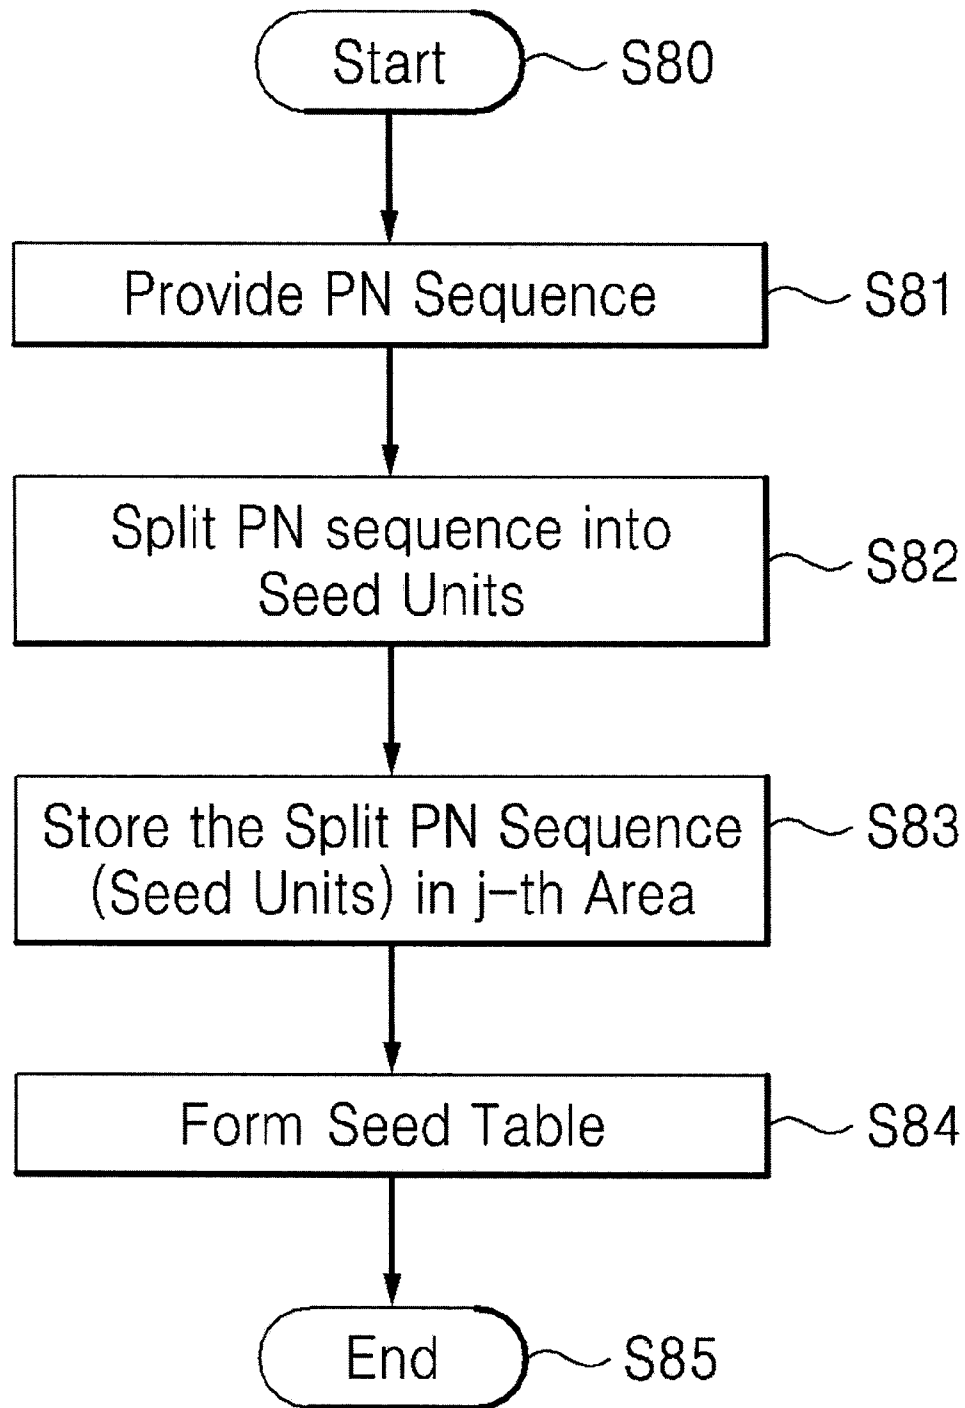 Start
S80
Provide PN Sequence
S81
Split PN sequence into
Seed Units
S82
Store the Split PN Sequence
(Seed Units) in j-th Area
S83
Form Seed Table
S84
End
S85